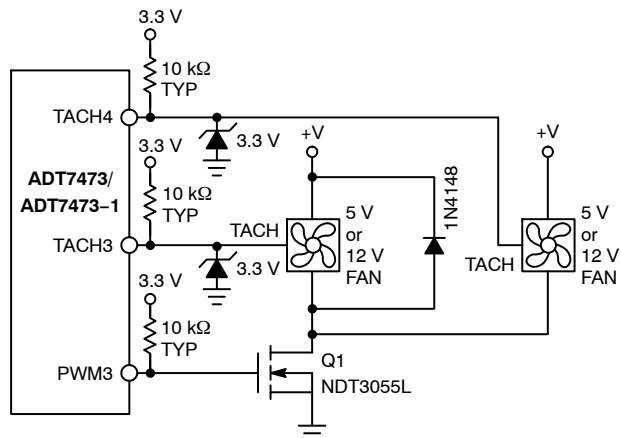 3.3 V
10 kΩ
TYP
TACH4
3.3 V
+V
+V
3.3 V
ADT7473/
ADT7473–1
10 kΩ
TYP
1N4148
TACH
5 V
or
12 V
FAN
5 V
or
12 V
FAN
TACH3
TACH
3.3 V
3.3 V
10 kΩ
TYP
Q1
PWM3
NDT3055L